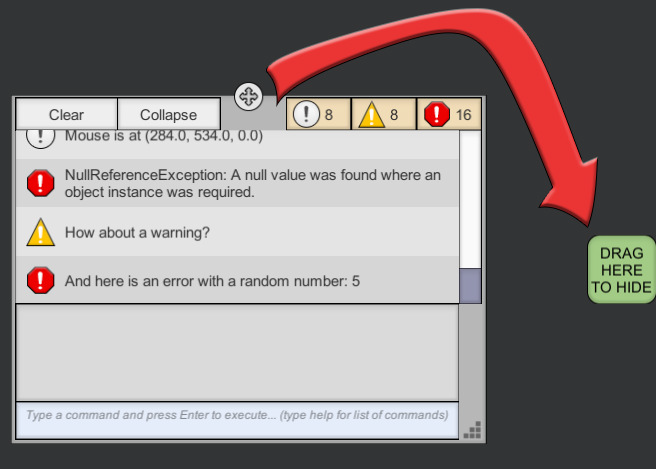 Clear
Collapse
8
8
16
Mouse is at (284.0, 534.0, 0.0)
NullReferenceException: A null value was found where an
object instance was required.
How about a warning?
And here is an error with a random number: 5
Type a command and press Enter to execute... (type help for list of commands)
DRAG
HERE
TO HIDE